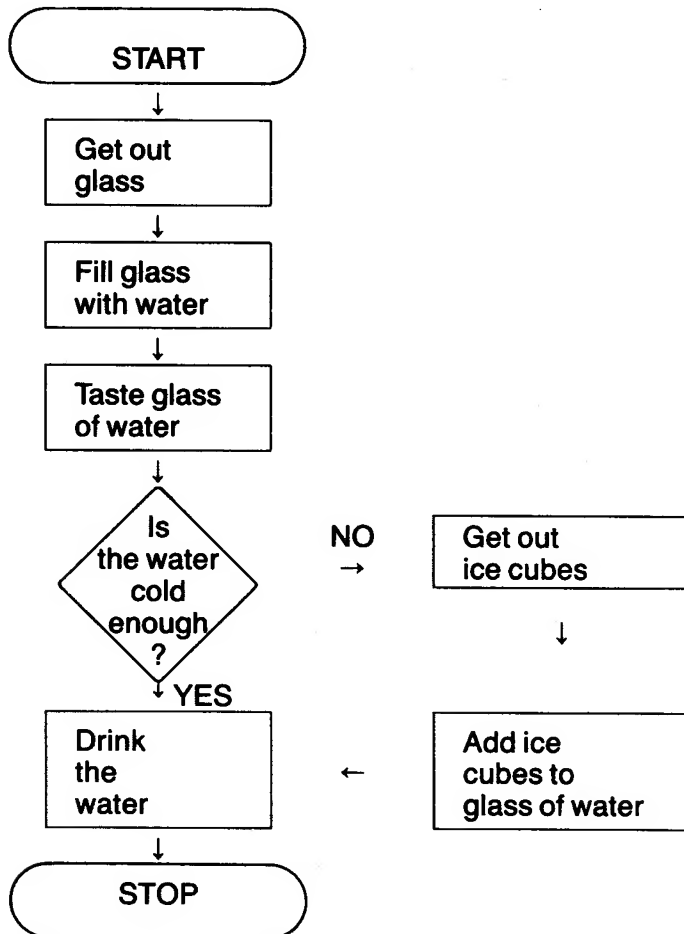 START
Get out
glass
Fill glass
with water
Taste glass
of water
Is
the water
cold
enough
?
NO
Get out
ice cubes
YES
Drink
the
water
Add ice
cubes to
glass of water
STOP